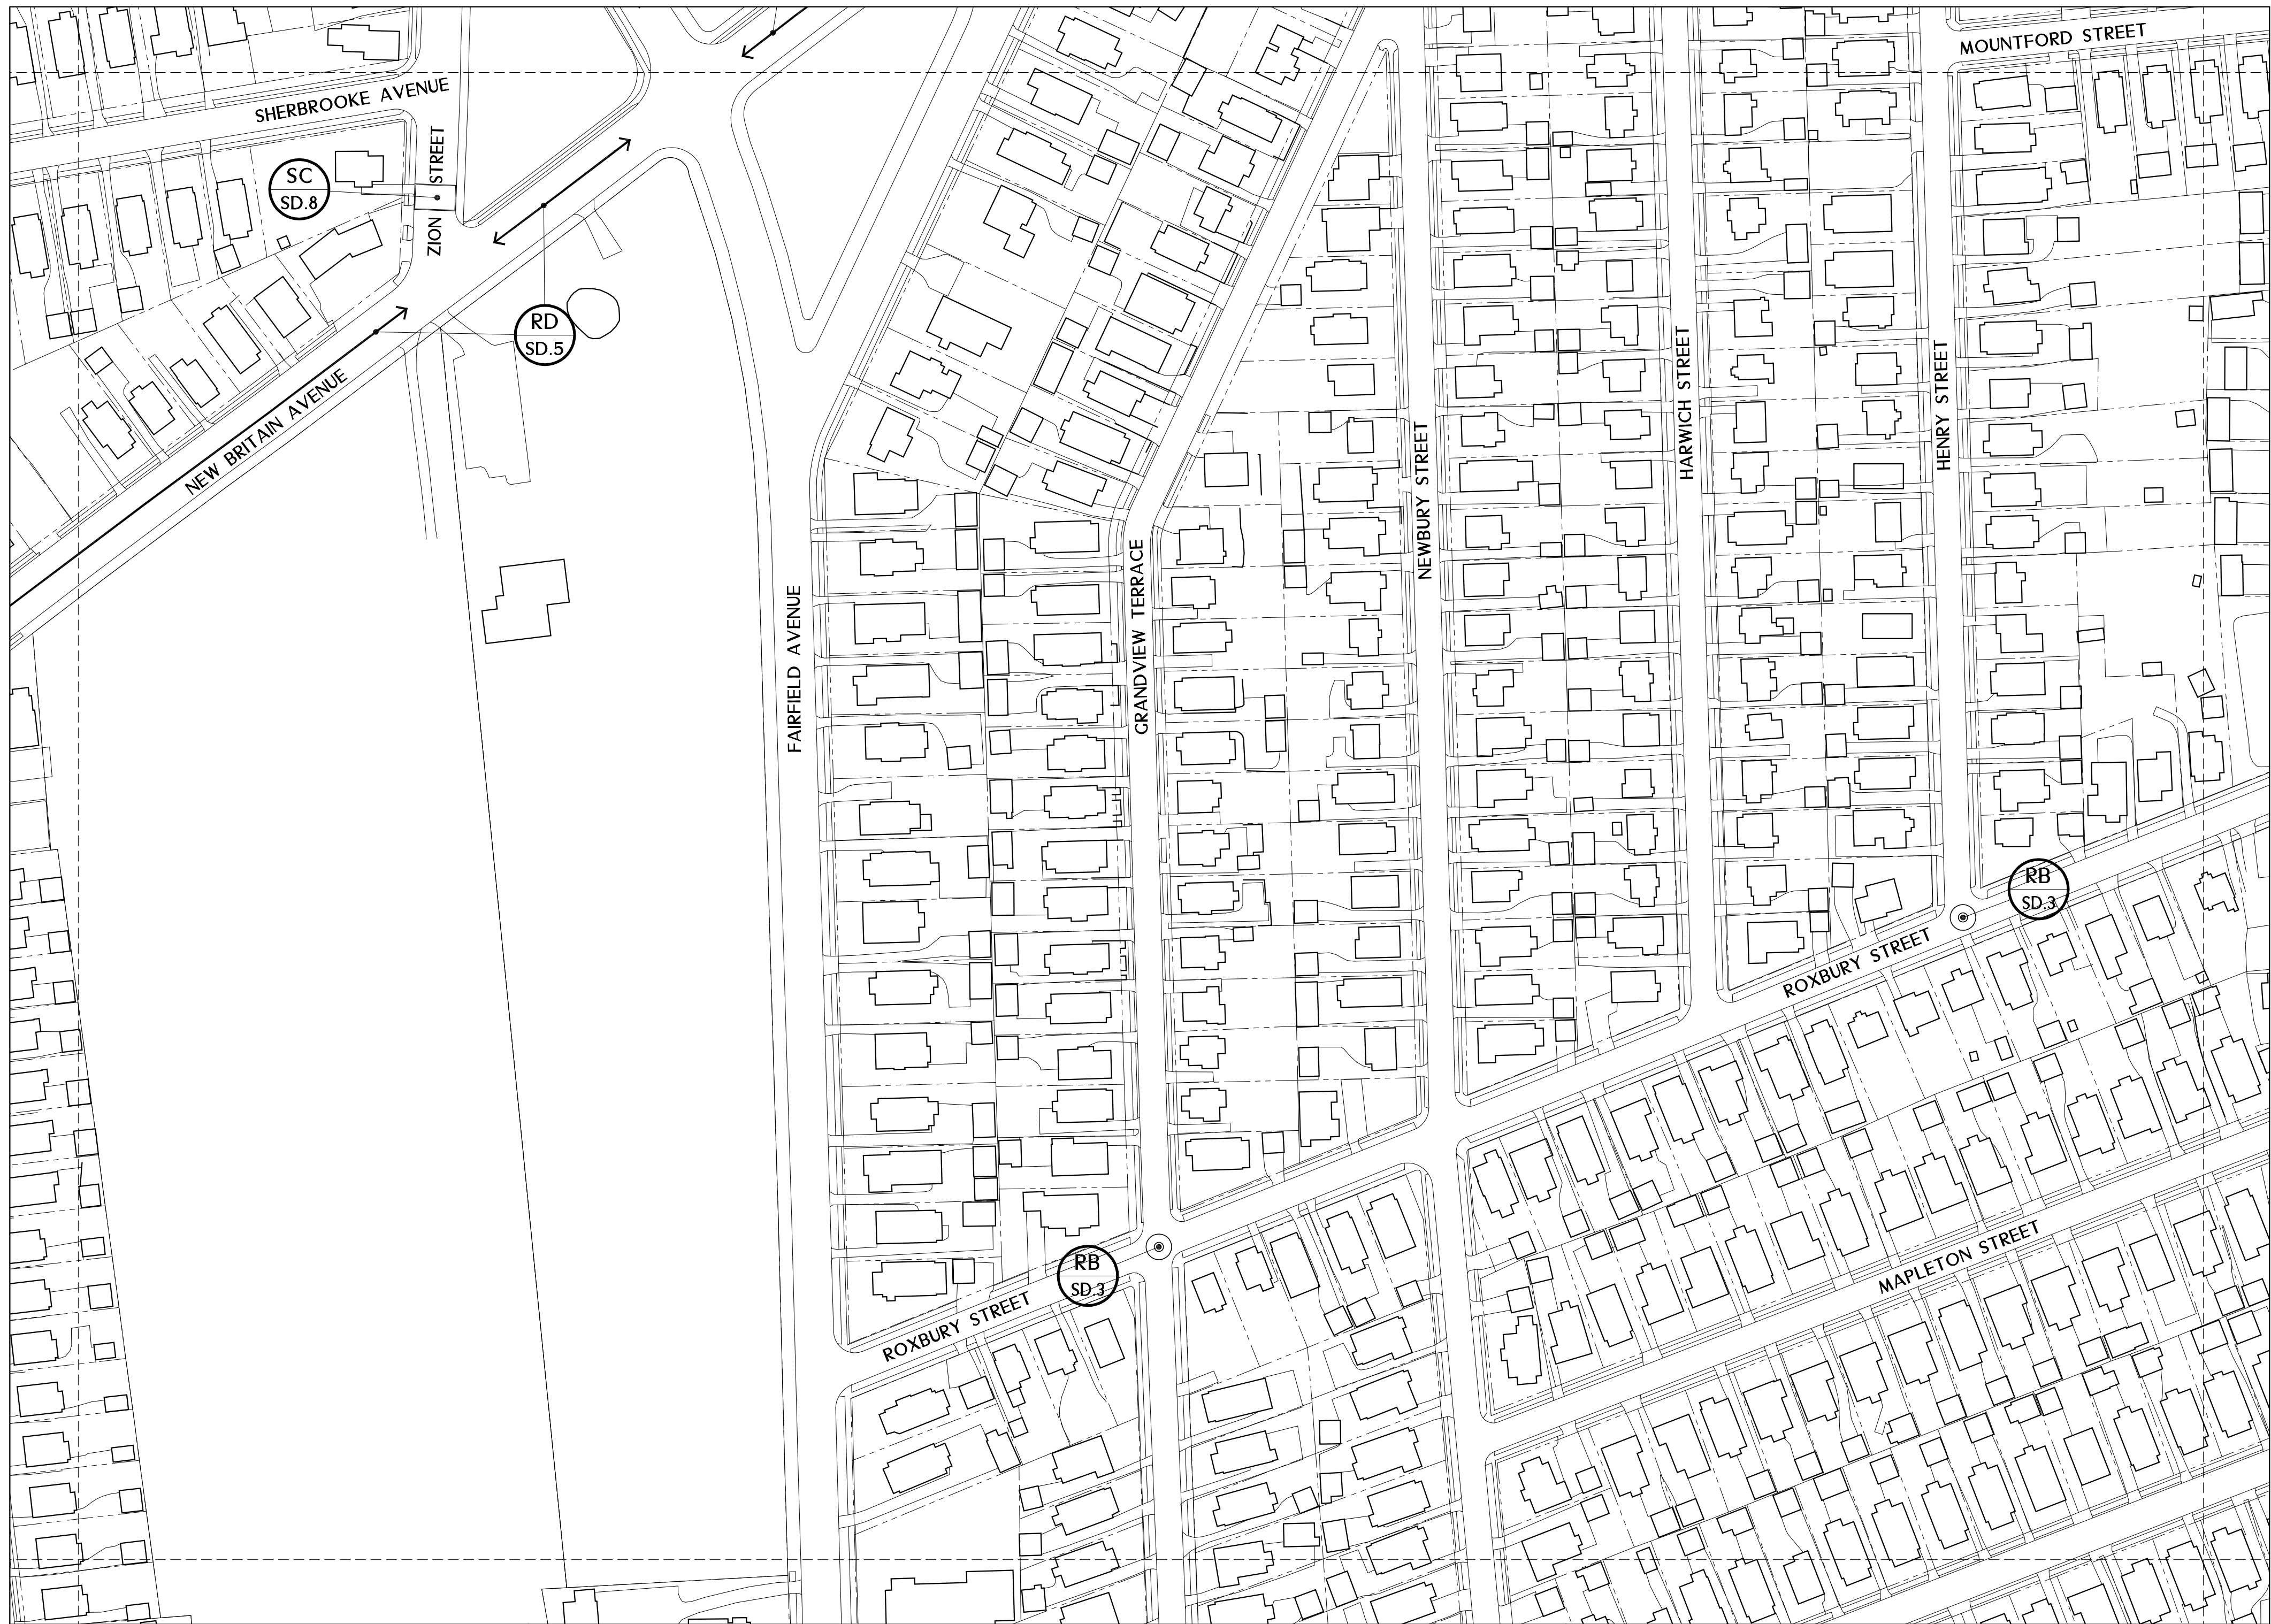 MOUNTFORD STREET
SHERBROOKE AVENUE
ZION STREET
SC
SD.8
RD
SD.5
NEW BRITAIN AVENUE
FAIRFIELD AVENUE
GRANDVIEW TERRACE
NEWBURY STREET
HARWICH STREET
HENRY STREET
RB
SD.3
ROXBURY STREET
MAPLETON STREET
RB
SD.3
ROXBURY STREET